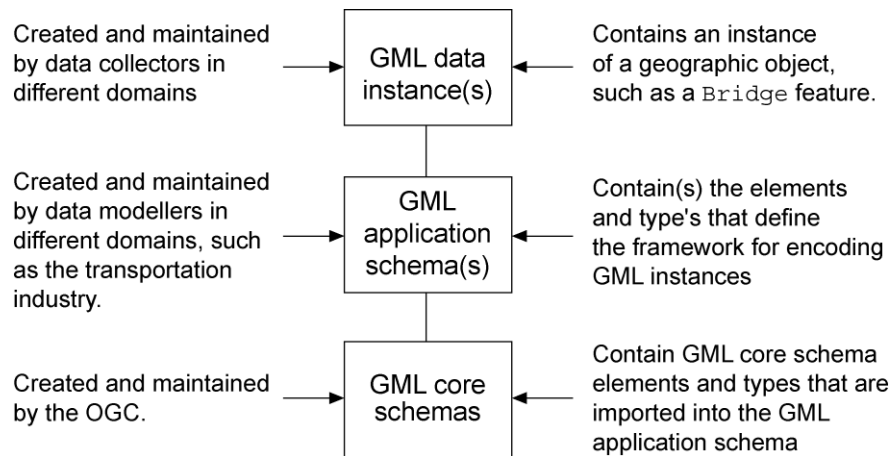 Created and maintained
by data collectors in
different domains
GML data
instance(s)
Contains an instance
of a geographic object,
such as a Bridge feature.
Created and maintained
by data modellers in
different domains, such
as the transportation
industry.
GML
application
schema(s)
Contain(s) the elements
and type's that define
the framework for encoding
GML instances
Created and maintained
by the OGC.
GML core
schemas
Contain GML core schema
elements and types that are
imported into the GML
application schema